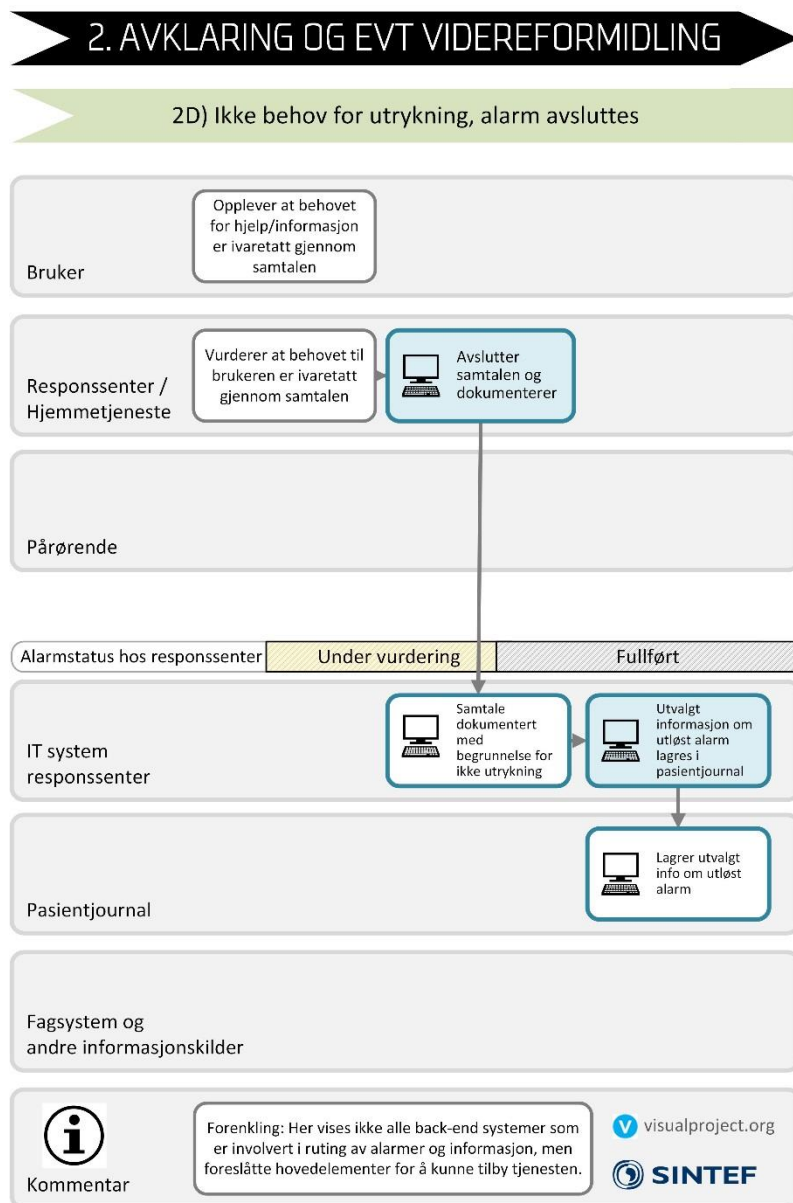 2. AVKLARING OG EVT VIDEREFORMIDLING
2D) Ikke behov for utrykning, alarm avsluttes
Bruker
Opplever at behovet
for hjelp/informasjon
er ivaretatt gjennom
samtalen
Responssenter /
Hjemmetjeneste
Vurderer at behovet til
brukeren er ivaretatt
gjennom samtalen
Avslutter
samtalen og
dokumenterer
Pårørende
Alarmstatus hos responssenter
Under vurdering
Fullført
IT system
responssenter
Samtale
dokumentert
med
begrunnelse for
ikke utrykning
Utvalgt
informasjon om
utløst alarm
lagres i
pasientjournal
Pasientjournal
Lagrer utvalgt
info om utløst
alarm
Fagsystem og
andre informasjonskilder
Kommentar
Forenkling: Her vises ikke alle back-end systemer som
er involvert i ruting av alarmer og informasjon, men
foreslåtte hovedelementer for å kunne tilby tjenesten.
visualproject.org
SINTEF